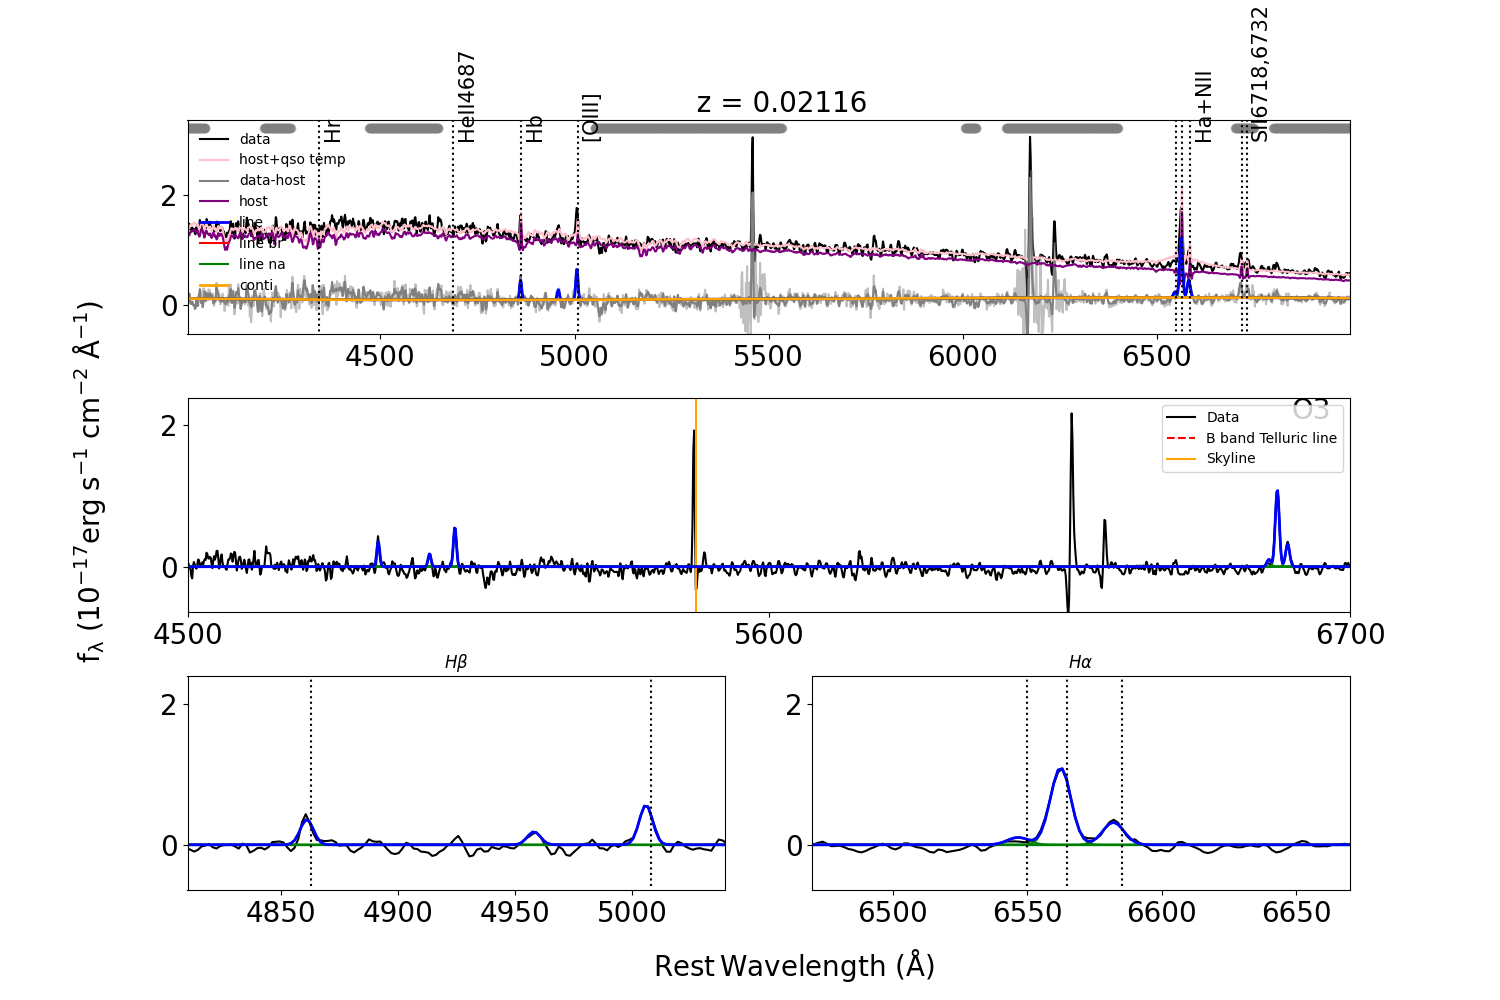 z = 0.02116
Hr
HeII4687
Hb
[OIII]
Ha+NII
SII6718,6732
data
host+qso temp
data-host
host
line
line br
line na
conti
2
0
4500
5000
5500
6000
6500
O3
Data
B band Telluric line
Skyline
2
0
4500
5600
6700
fλ (10⁻¹⁷erg s⁻¹ cm⁻² Å⁻¹)
Hβ
2
0
4850
4900
4950
5000
Hα
2
0
6500
6550
6600
6650
Rest Wavelength (Å)